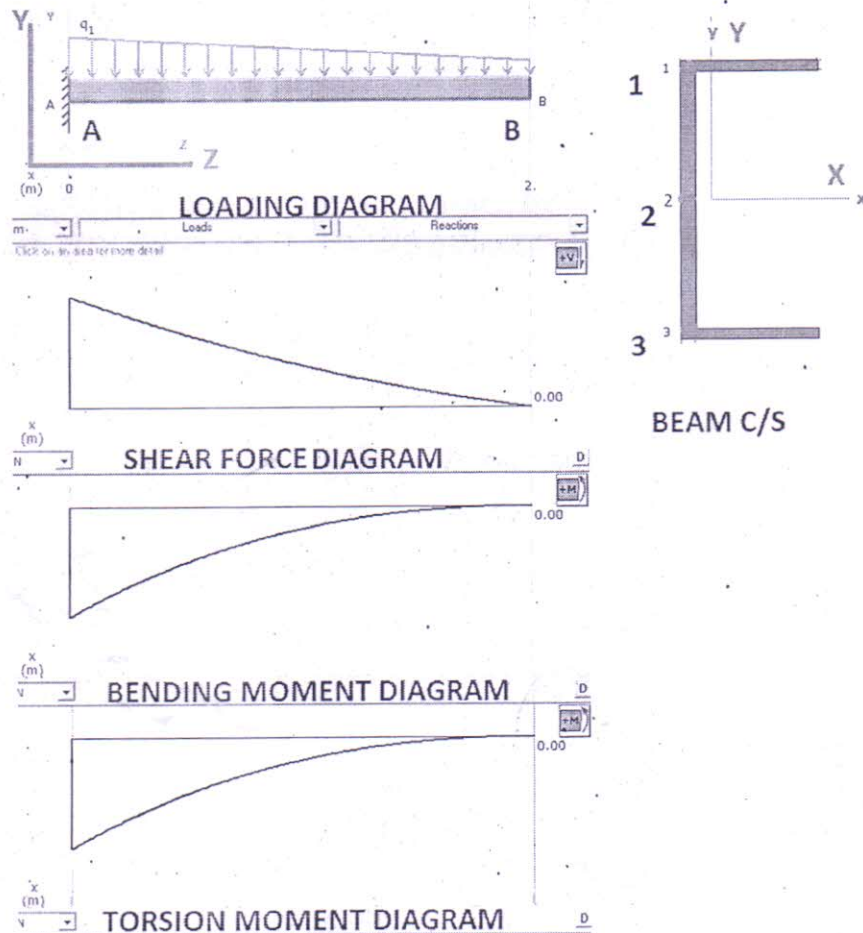 Y Y q1
A B
A B
Z Z
x
(m) 0 2.
LOADING DIAGRAM
m Loads Reactions
Click on an area for more detail
+V
0.00
x
(m)
N SHEAR FORCE DIAGRAM D
+M
0.00
x
(m)
BENDING MOMENT DIAGRAM D
+M
0.00
x
(m)
TORSION MOMENT DIAGRAM D
Y Y
1 1
X x
2 2
3 3
BEAM C/S